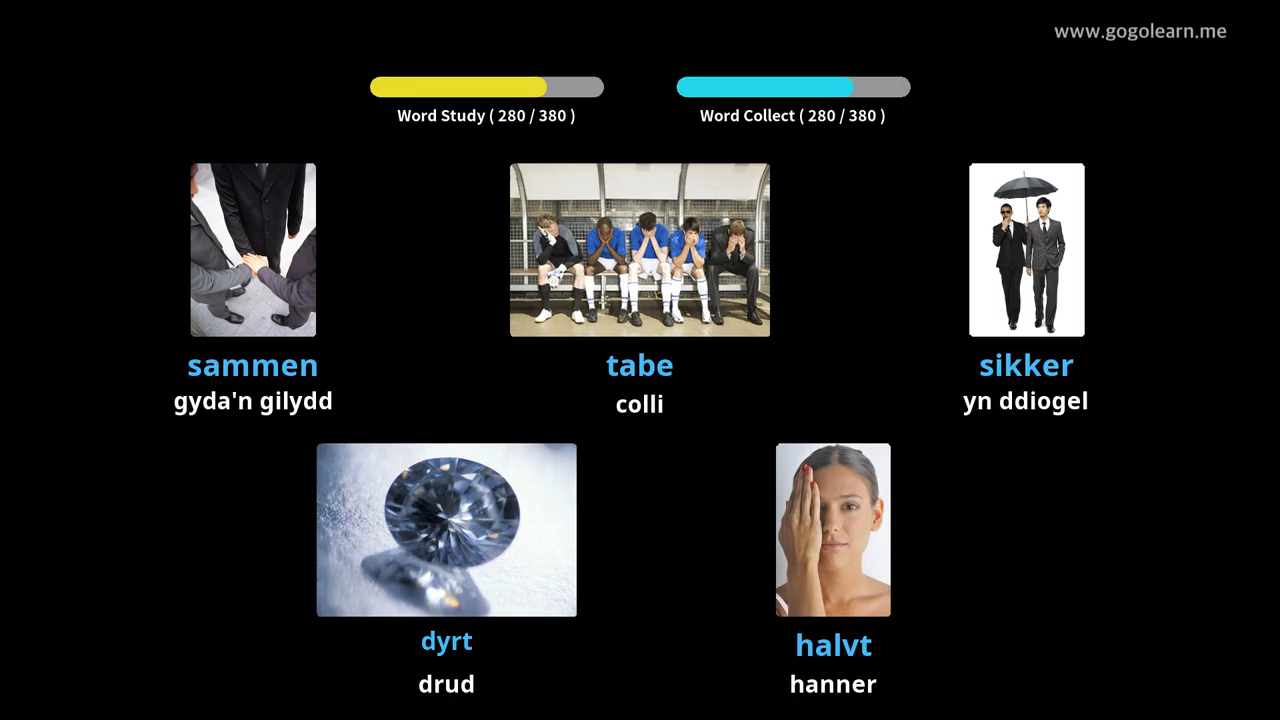 www.gogolearn.me
Word Study ( 280 / 380 )
Word Collect ( 280 / 380 )
sammen
gyda'n gilydd
tabe
colli
sikker
yn ddiogel
dyrt
drud
halvt
hanner